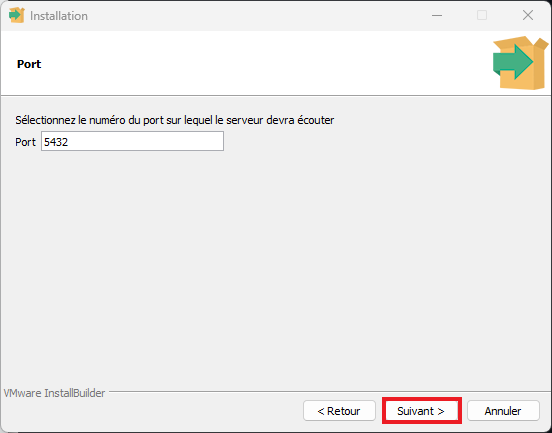 Installation
Port
Sélectionnez le numéro du port sur lequel le serveur devra écouter
Port 5432
VMware InstallBuilder
< Retour Suivant > Annuler